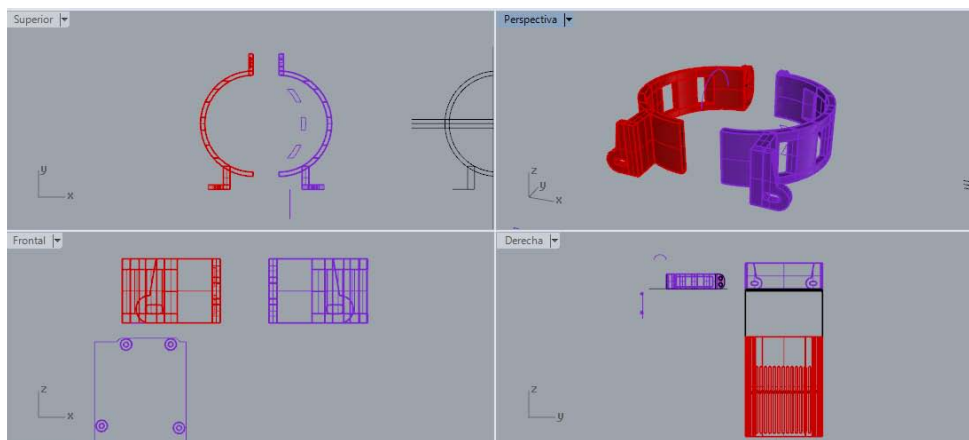 Superior
Perspectiva
y
x
z
y
x
Frontal
Derecha
z
x
z
y